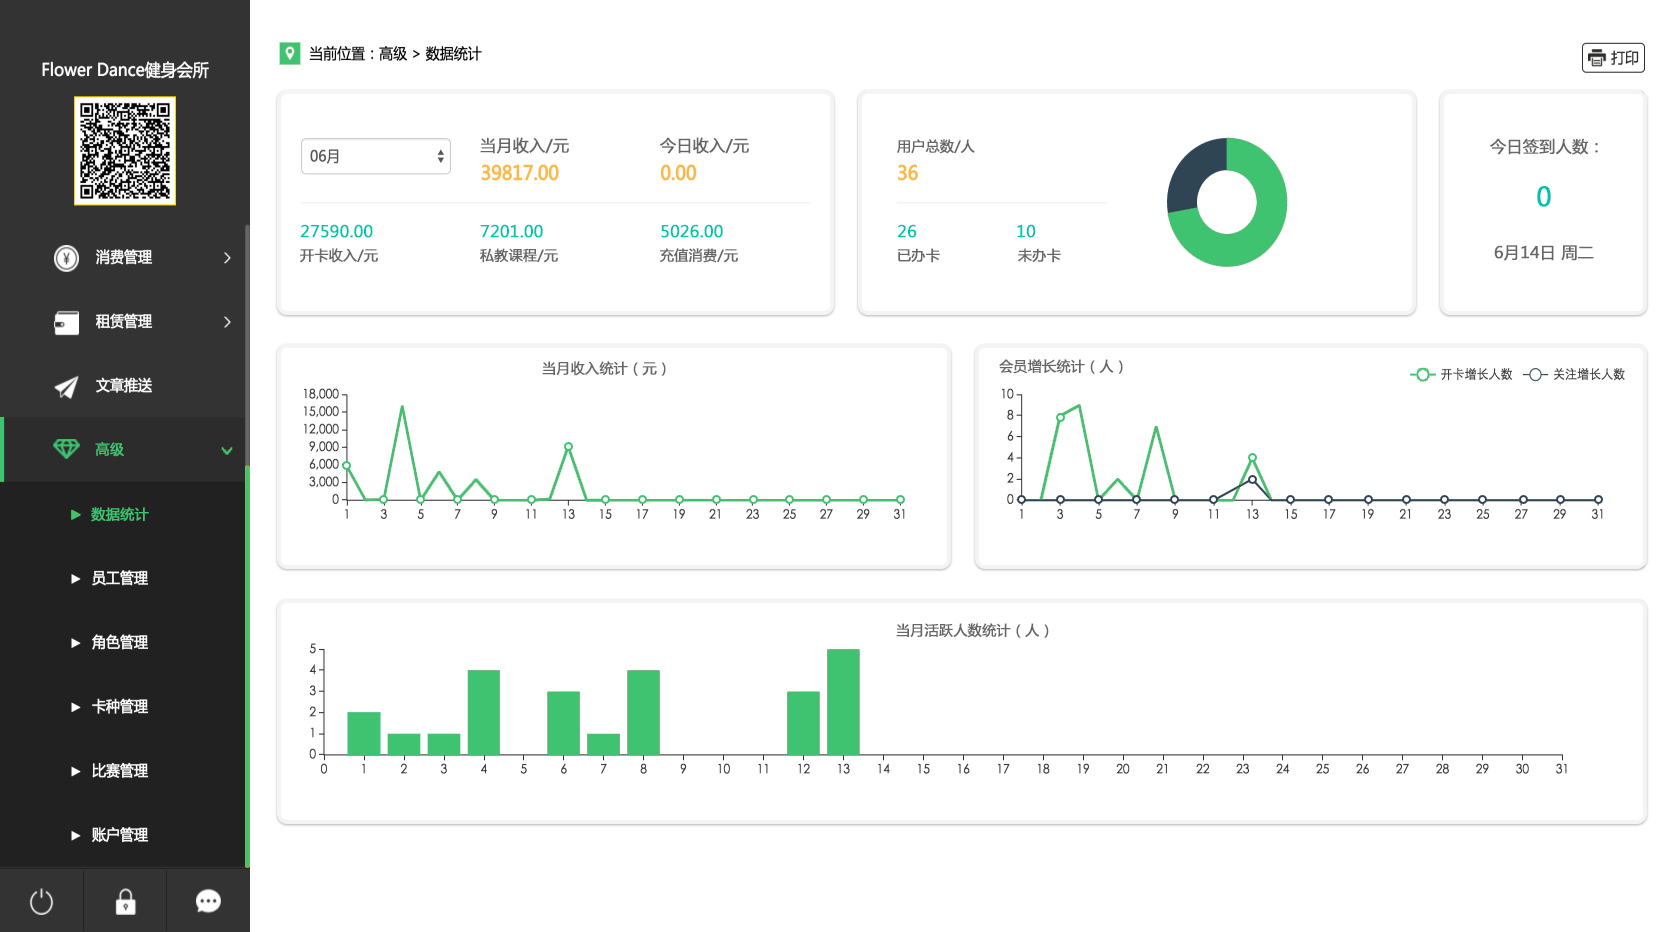 Flower Dance健身会所
消费管理
租赁管理
文章推送
高级
数据统计
员工管理
角色管理
卡种管理
比赛管理
账户管理
当前位置：高级 > 数据统计
打印
06月
当月收入/元
39817.00
今日收入/元
0.00
27590.00
开卡收入/元
7201.00
私教课程/元
5026.00
充值消费/元
用户总数/人
36
26
已办卡
10
未办卡
今日签到人数：
0
6月14日 周二
当月收入统计（元）
18,000
15,000
12,000
9,000
6,000
3,000
0
1 3 5 7 9 11 13 15 17 19 21 23 25 27 29 31
会员增长统计（人）
开卡增长人数 关注增长人数
10
8
6
4
2
0
1 3 5 7 9 11 13 15 17 19 21 23 25 27 29 31
当月活跃人数统计（人）
5
4
3
2
1
0
0 1 2 3 4 5 6 7 8 9 10 11 12 13 14 15 16 17 18 19 20 21 22 23 24 25 26 27 28 29 30 31